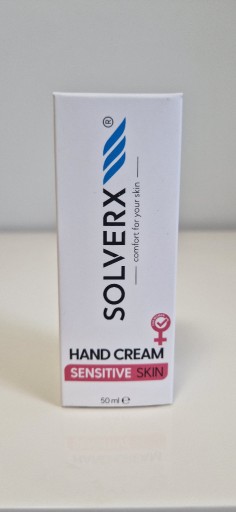 SOLVERX®
comfort for your skin
HAND CREAM
SENSITIVE SKIN
50 ml ℮